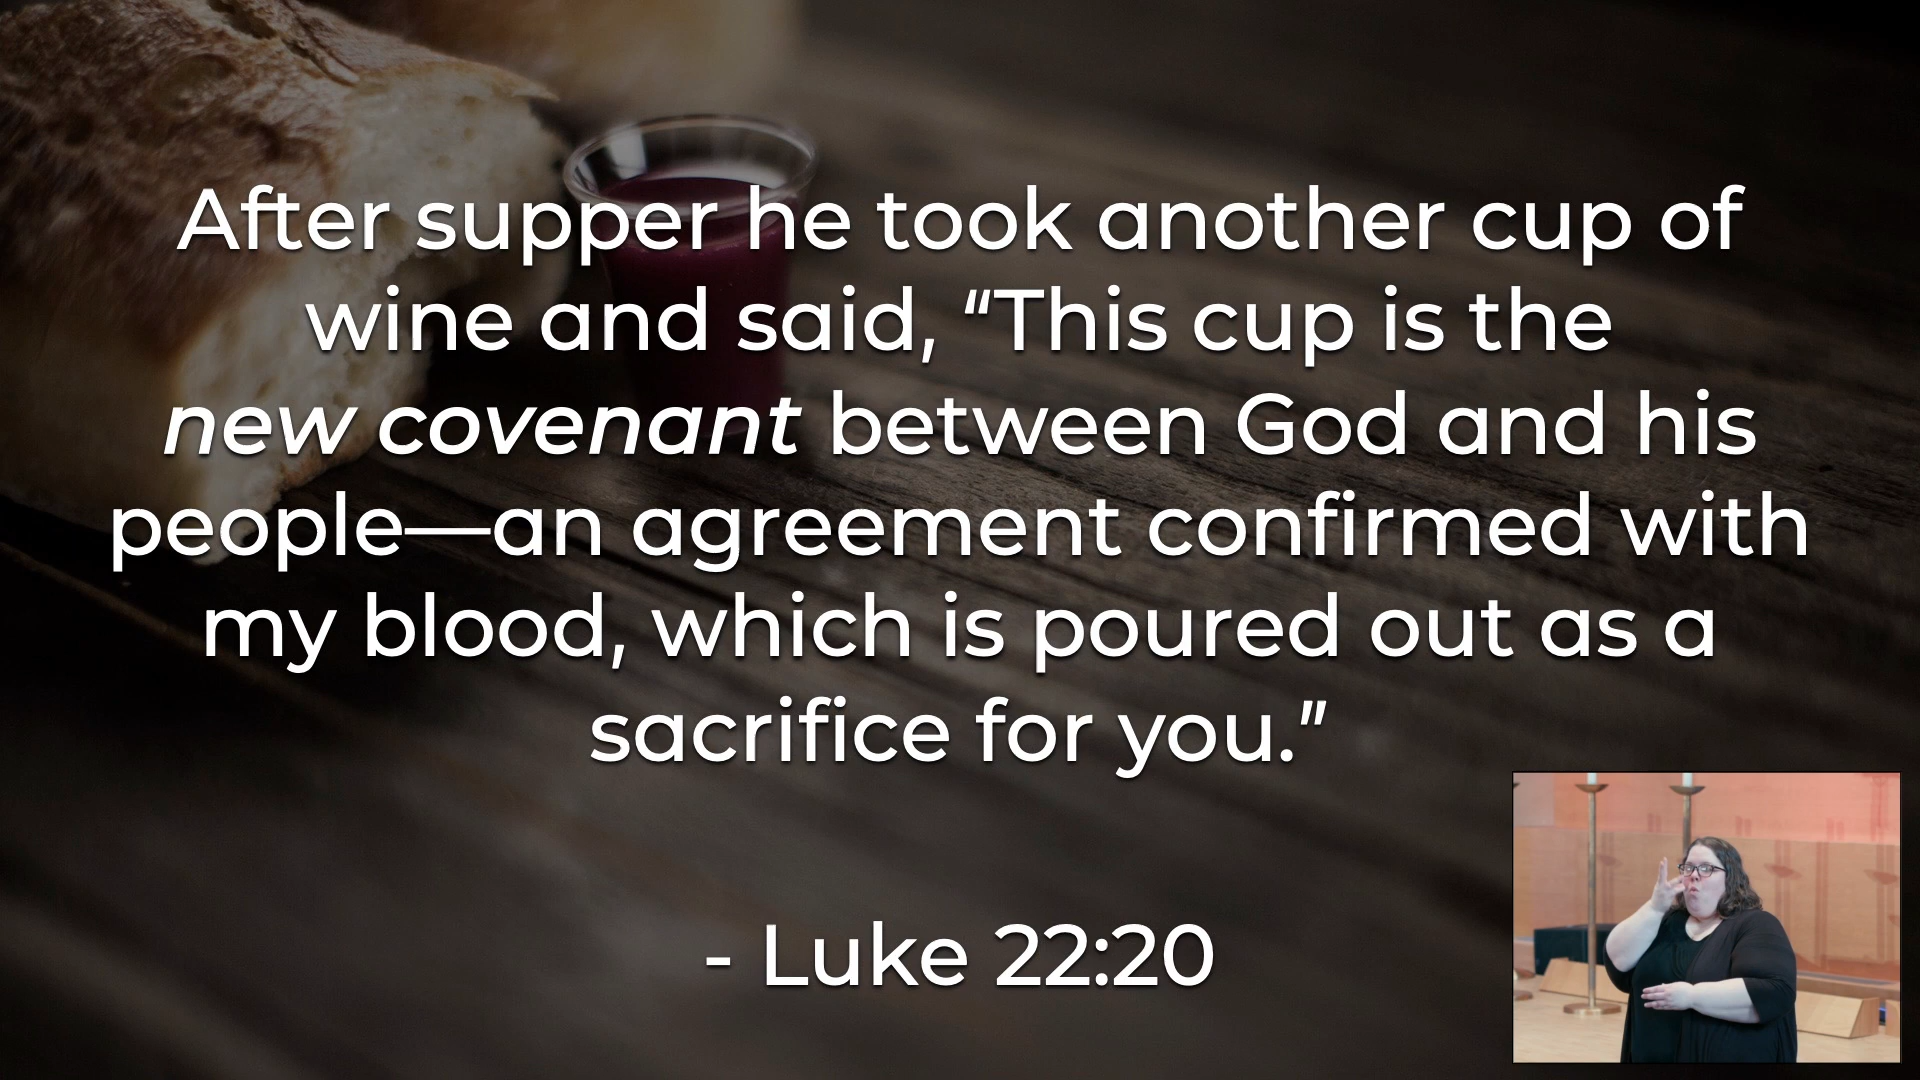 After supper he took another cup of
wine and said, “This cup is the
new covenant between God and his
people—an agreement confirmed with
my blood, which is poured out as a
sacrifice for you.”
- Luke 22:20